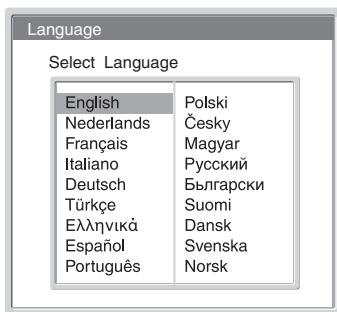 Language
Select Language
English
Nederlands
Français
Italiano
Deutsch
Türkçe
Ελληνικά
Español
Português
Polski
Česky
Magyar
Русский
Бьлгарски
Suomi
Dansk
Svenska
Norsk